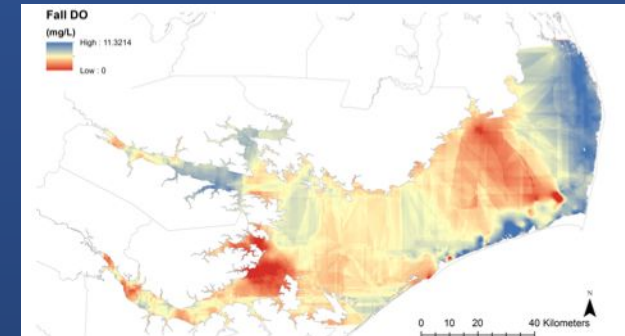 Fall DO
(mg/L)
High : 11.3214
Low : 0
N
0 10 20 40 Kilometers